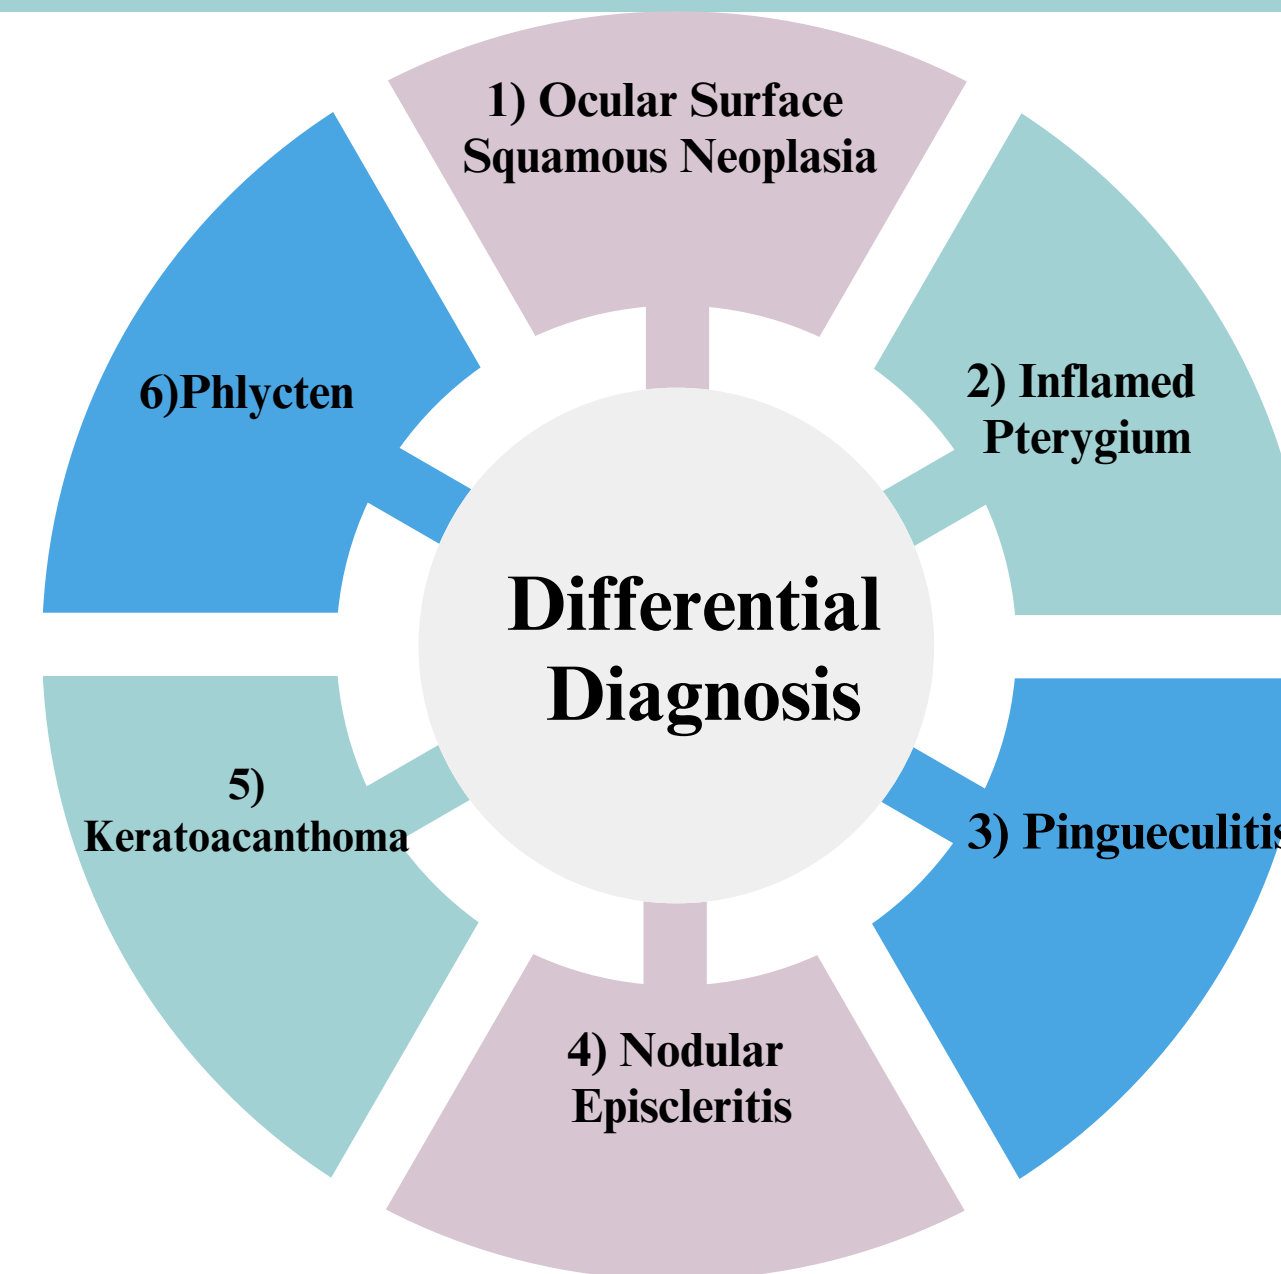 1) Ocular Surface
Squamous Neoplasia
2) Inflamed
Pterygium
3) Pingueculitis
4) Nodular
Episcleritis
5)
Keratoacanthoma
6)Phlycten
Differential
Diagnosis